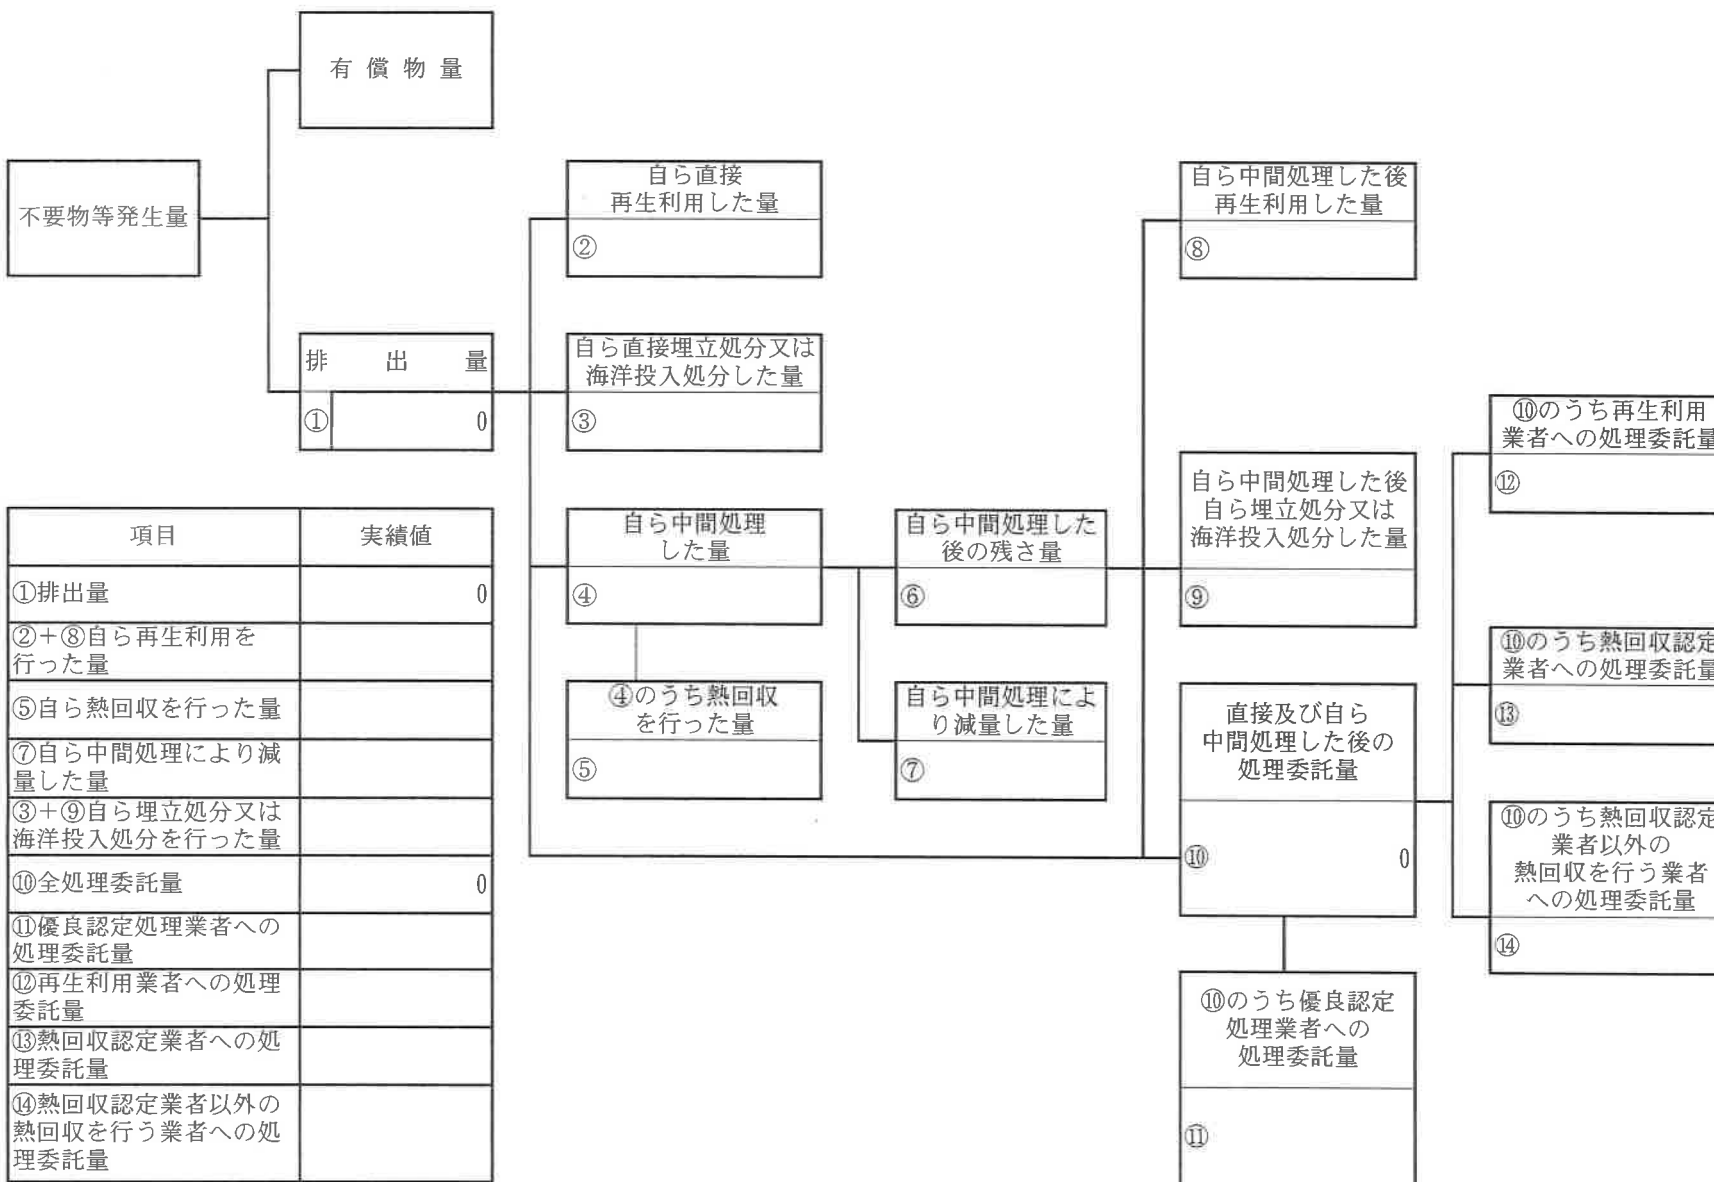 有償物量
不要物等発生量
排出量
①
0
自ら直接
再生利用した量
②
自ら直接埋立処分又は
海洋投入処分した量
③
自ら中間処理
した量
④
④のうち熱回収
を行った量
⑤
自ら中間処理した
後の残さ量
⑥
自ら中間処理によ
り減量した量
⑦
自ら中間処理した後
再生利用した量
⑧
自ら中間処理した後
自ら埋立処分又は
海洋投入処分した量
⑨
直接及び自ら
中間処理した後の
処理委託量
⑩
0
⑩のうち優良認定
処理業者への
処理委託量
⑪
⑩のうち再生利用
業者への処理委託量
⑫
⑩のうち熱回収認定
業者への処理委託量
⑬
⑩のうち熱回収認定
業者以外の
熱回収を行う業者
への処理委託量
⑭
項目 実績値
①排出量 0
②+⑧自ら再生利用を
行った量
⑤自ら熱回収を行った量
⑦自ら中間処理により減
量した量
③+⑨自ら埋立処分又は
海洋投入処分を行った量
⑩全処理委託量 0
⑪優良認定処理業者への
処理委託量
⑫再生利用業者への処理
委託量
⑬熱回収認定業者への処
理委託量
⑭熱回収認定業者以外の
熱回収を行う業者への処
理委託量